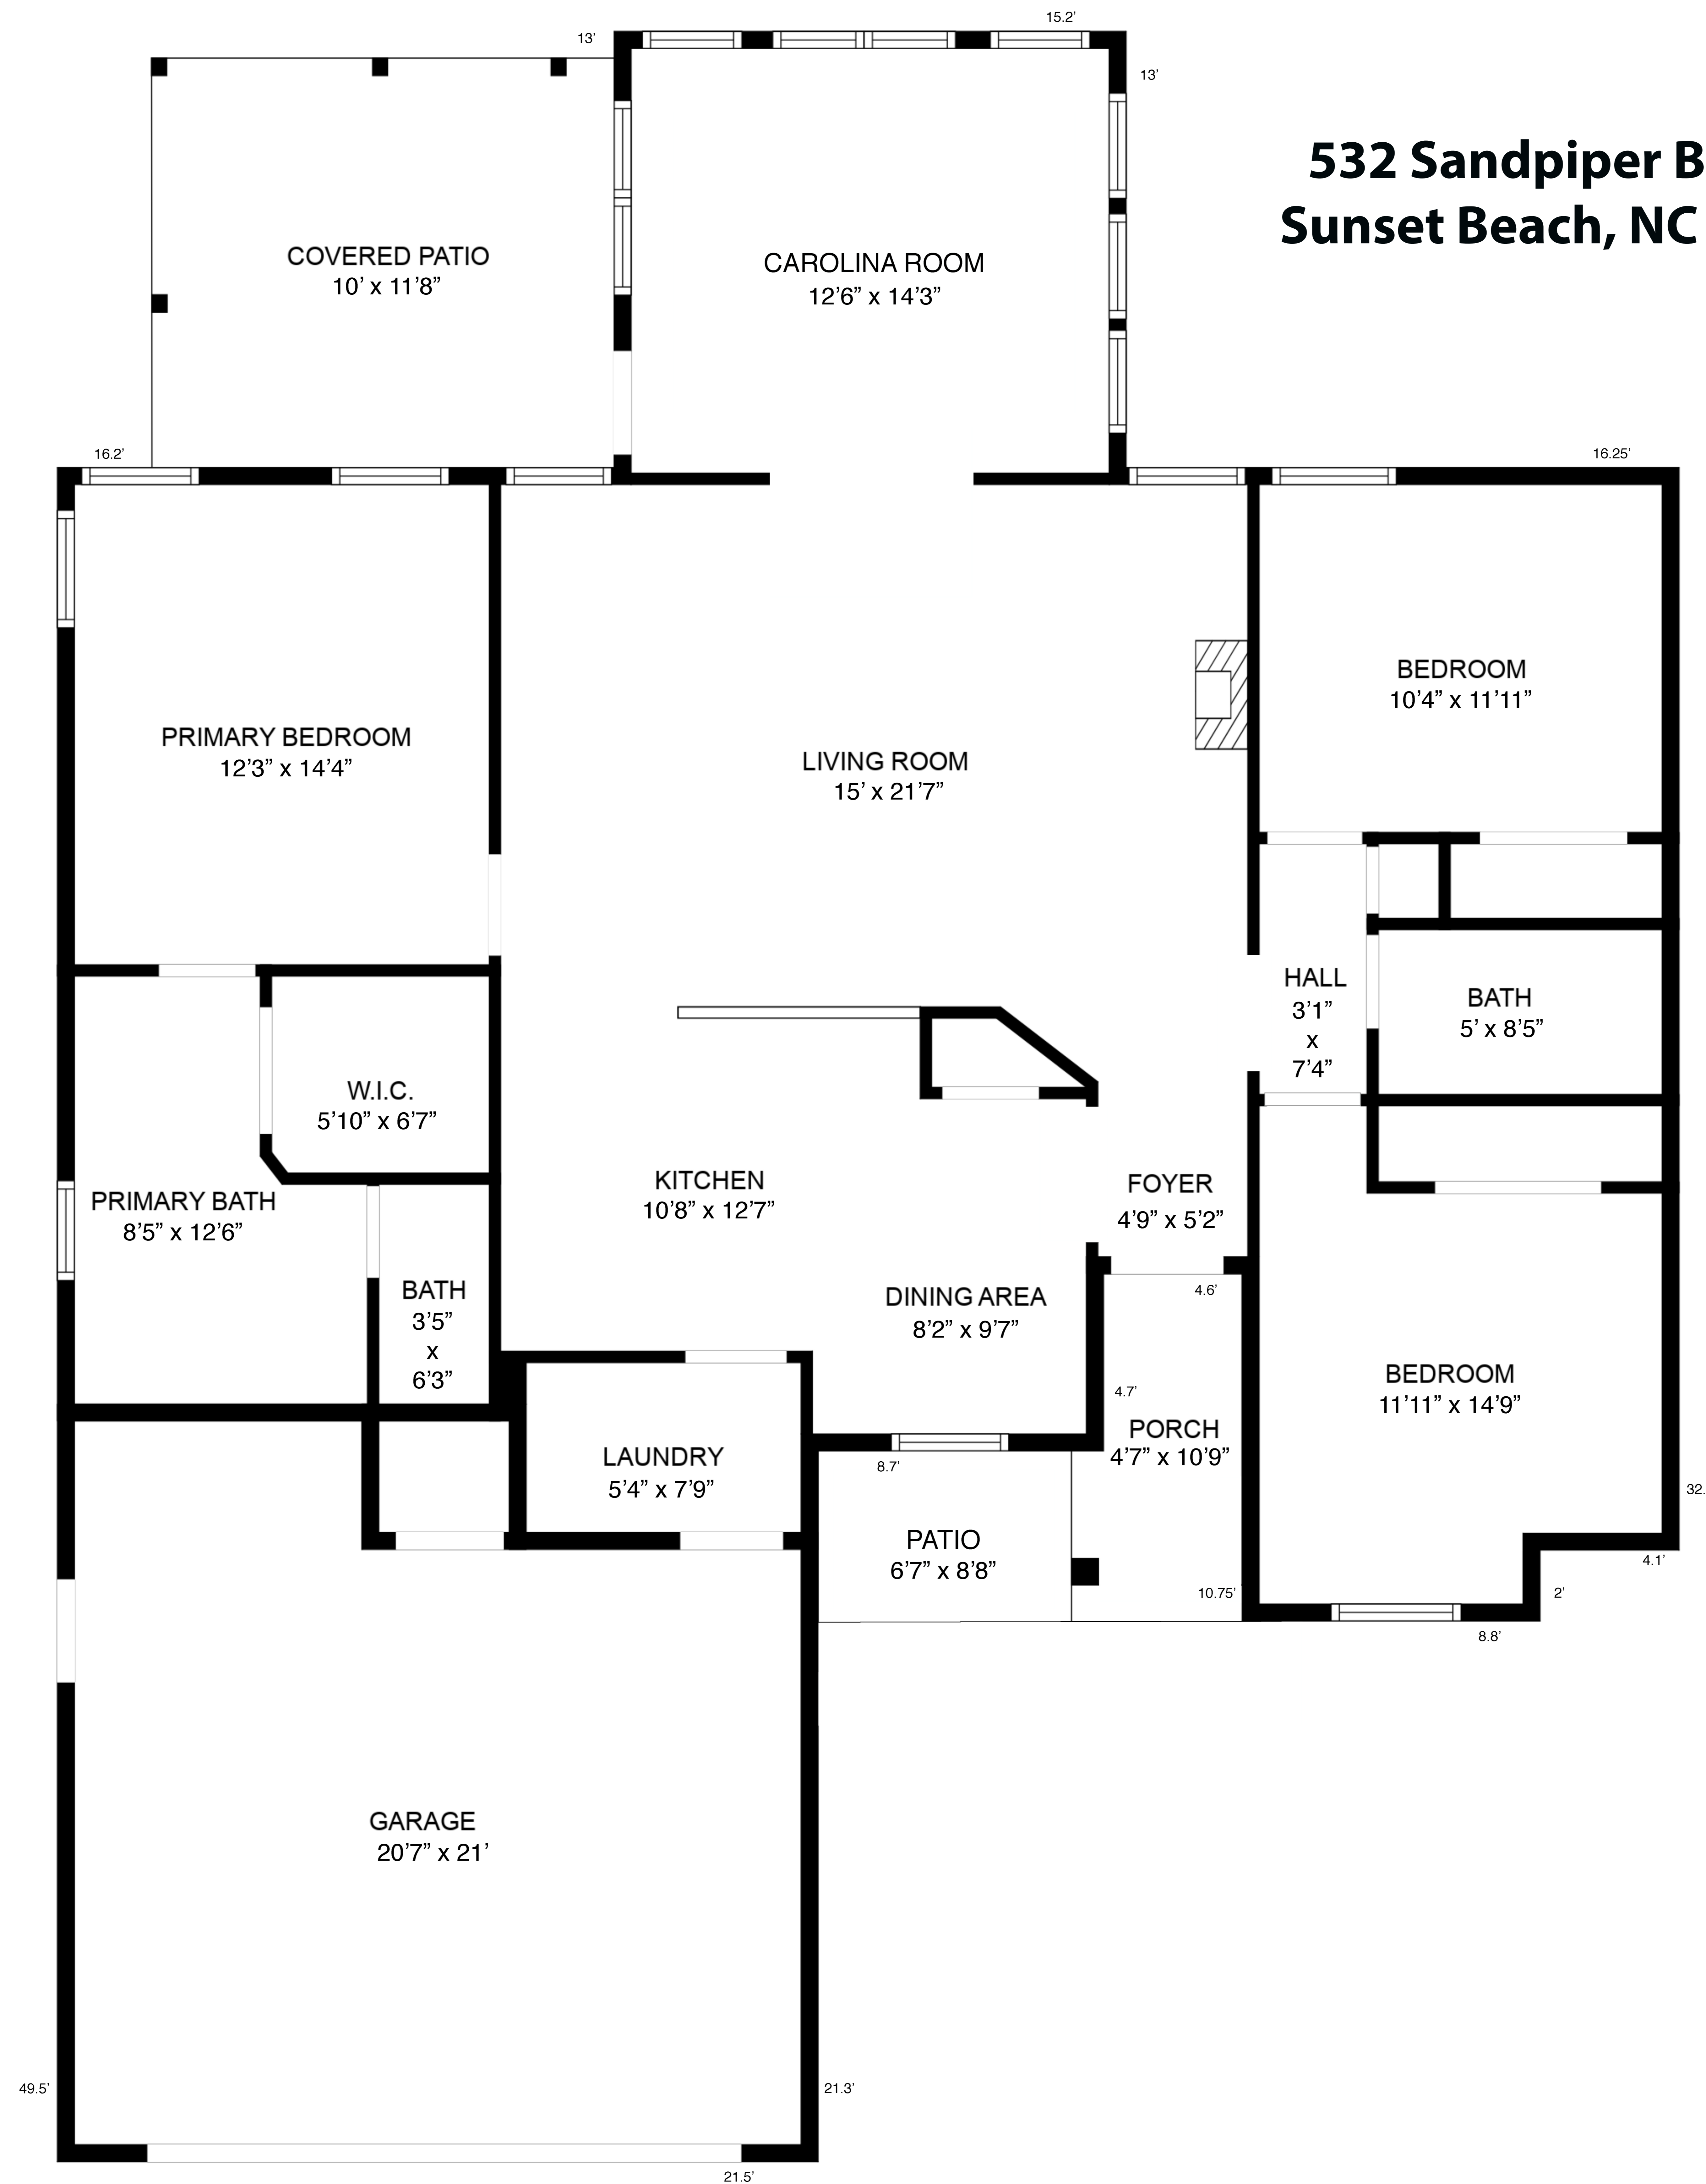 15.2’
13’
13’
532 Sandpiper B
Sunset Beach, NC
COVERED PATIO
10’ x 11’8”
CAROLINA ROOM
12’6” x 14’3”
16.2’
16.25’
PRIMARY BEDROOM
12’3” x 14’4”
LIVING ROOM
15’ x 21’7”
BEDROOM
10’4” x 11’11”
HALL
3’1”
x
7’4”
BATH
5’ x 8’5”
W.I.C.
5’10” x 6’7”
PRIMARY BATH
8’5” x 12’6”
KITCHEN
10’8” x 12’7”
FOYER
4’9” x 5’2”
4.6’
BATH
3’5”
x
6’3”
DINING AREA
8’2” x 9’7”
4.7’
PORCH
4’7” x 10’9”
BEDROOM
11’11” x 14’9”
LAUNDRY
5’4” x 7’9”
8.7’
32.
PATIO
6’7” x 8’8”
10.75’
4.1’
2’
8.8’
GARAGE
20’7” x 21’
49.5’
21.3’
21.5’